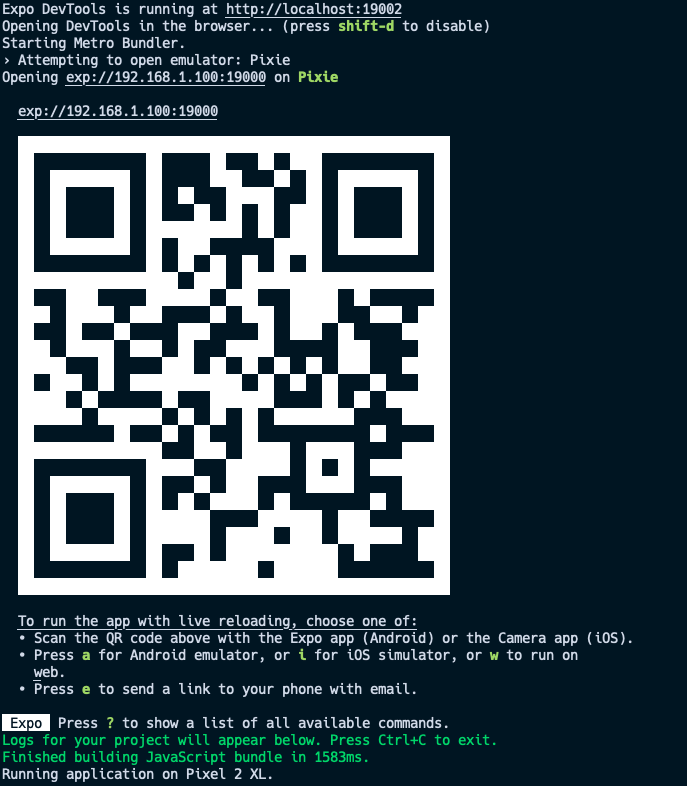 Expo DevTools is running at http://localhost:19002
Opening DevTools in the browser... (press shift-d to disable)
Starting Metro Bundler.
› Attempting to open emulator: Pixie
Opening exp://192.168.1.100:19000 on Pixie
exp://192.168.1.100:19000
To run the app with live reloading, choose one of:
• Scan the QR code above with the Expo app (Android) or the Camera app (iOS).
• Press a for Android emulator, or i for iOS simulator, or w to run on
web.
• Press e to send a link to your phone with email.
Expo Press ? to show a list of all available commands.
Logs for your project will appear below. Press Ctrl+C to exit.
Finished building JavaScript bundle in 1583ms.
Running application on Pixel 2 XL.